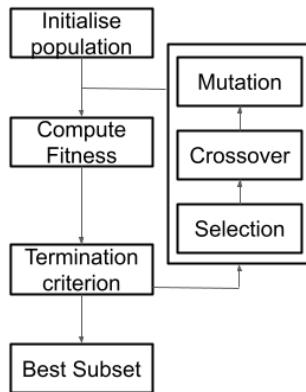 Initialise
population
Compute
Fitness
Termination
criterion
Best Subset
Mutation
Crossover
Selection